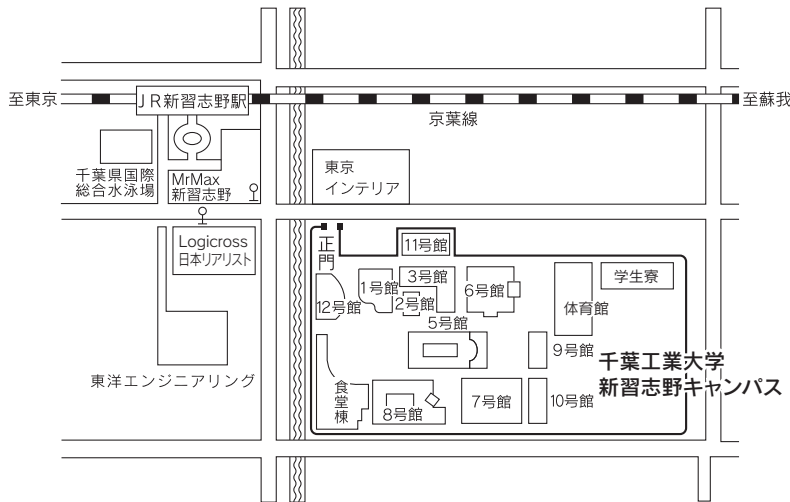 至東京
JR新習志野駅
至蘇我
京葉線
千葉県国際
総合水泳場
MrMax
新習志野
東京
インテリア
Logicross
日本リアリスト
正門
11号館
1号館
3号館
2号館
12号館
6号館
5号館
体育館
学生寮
9号館
千葉工業大学
新習志野キャンパス
東洋エンジニアリング
食堂棟
8号館
7号館
10号館